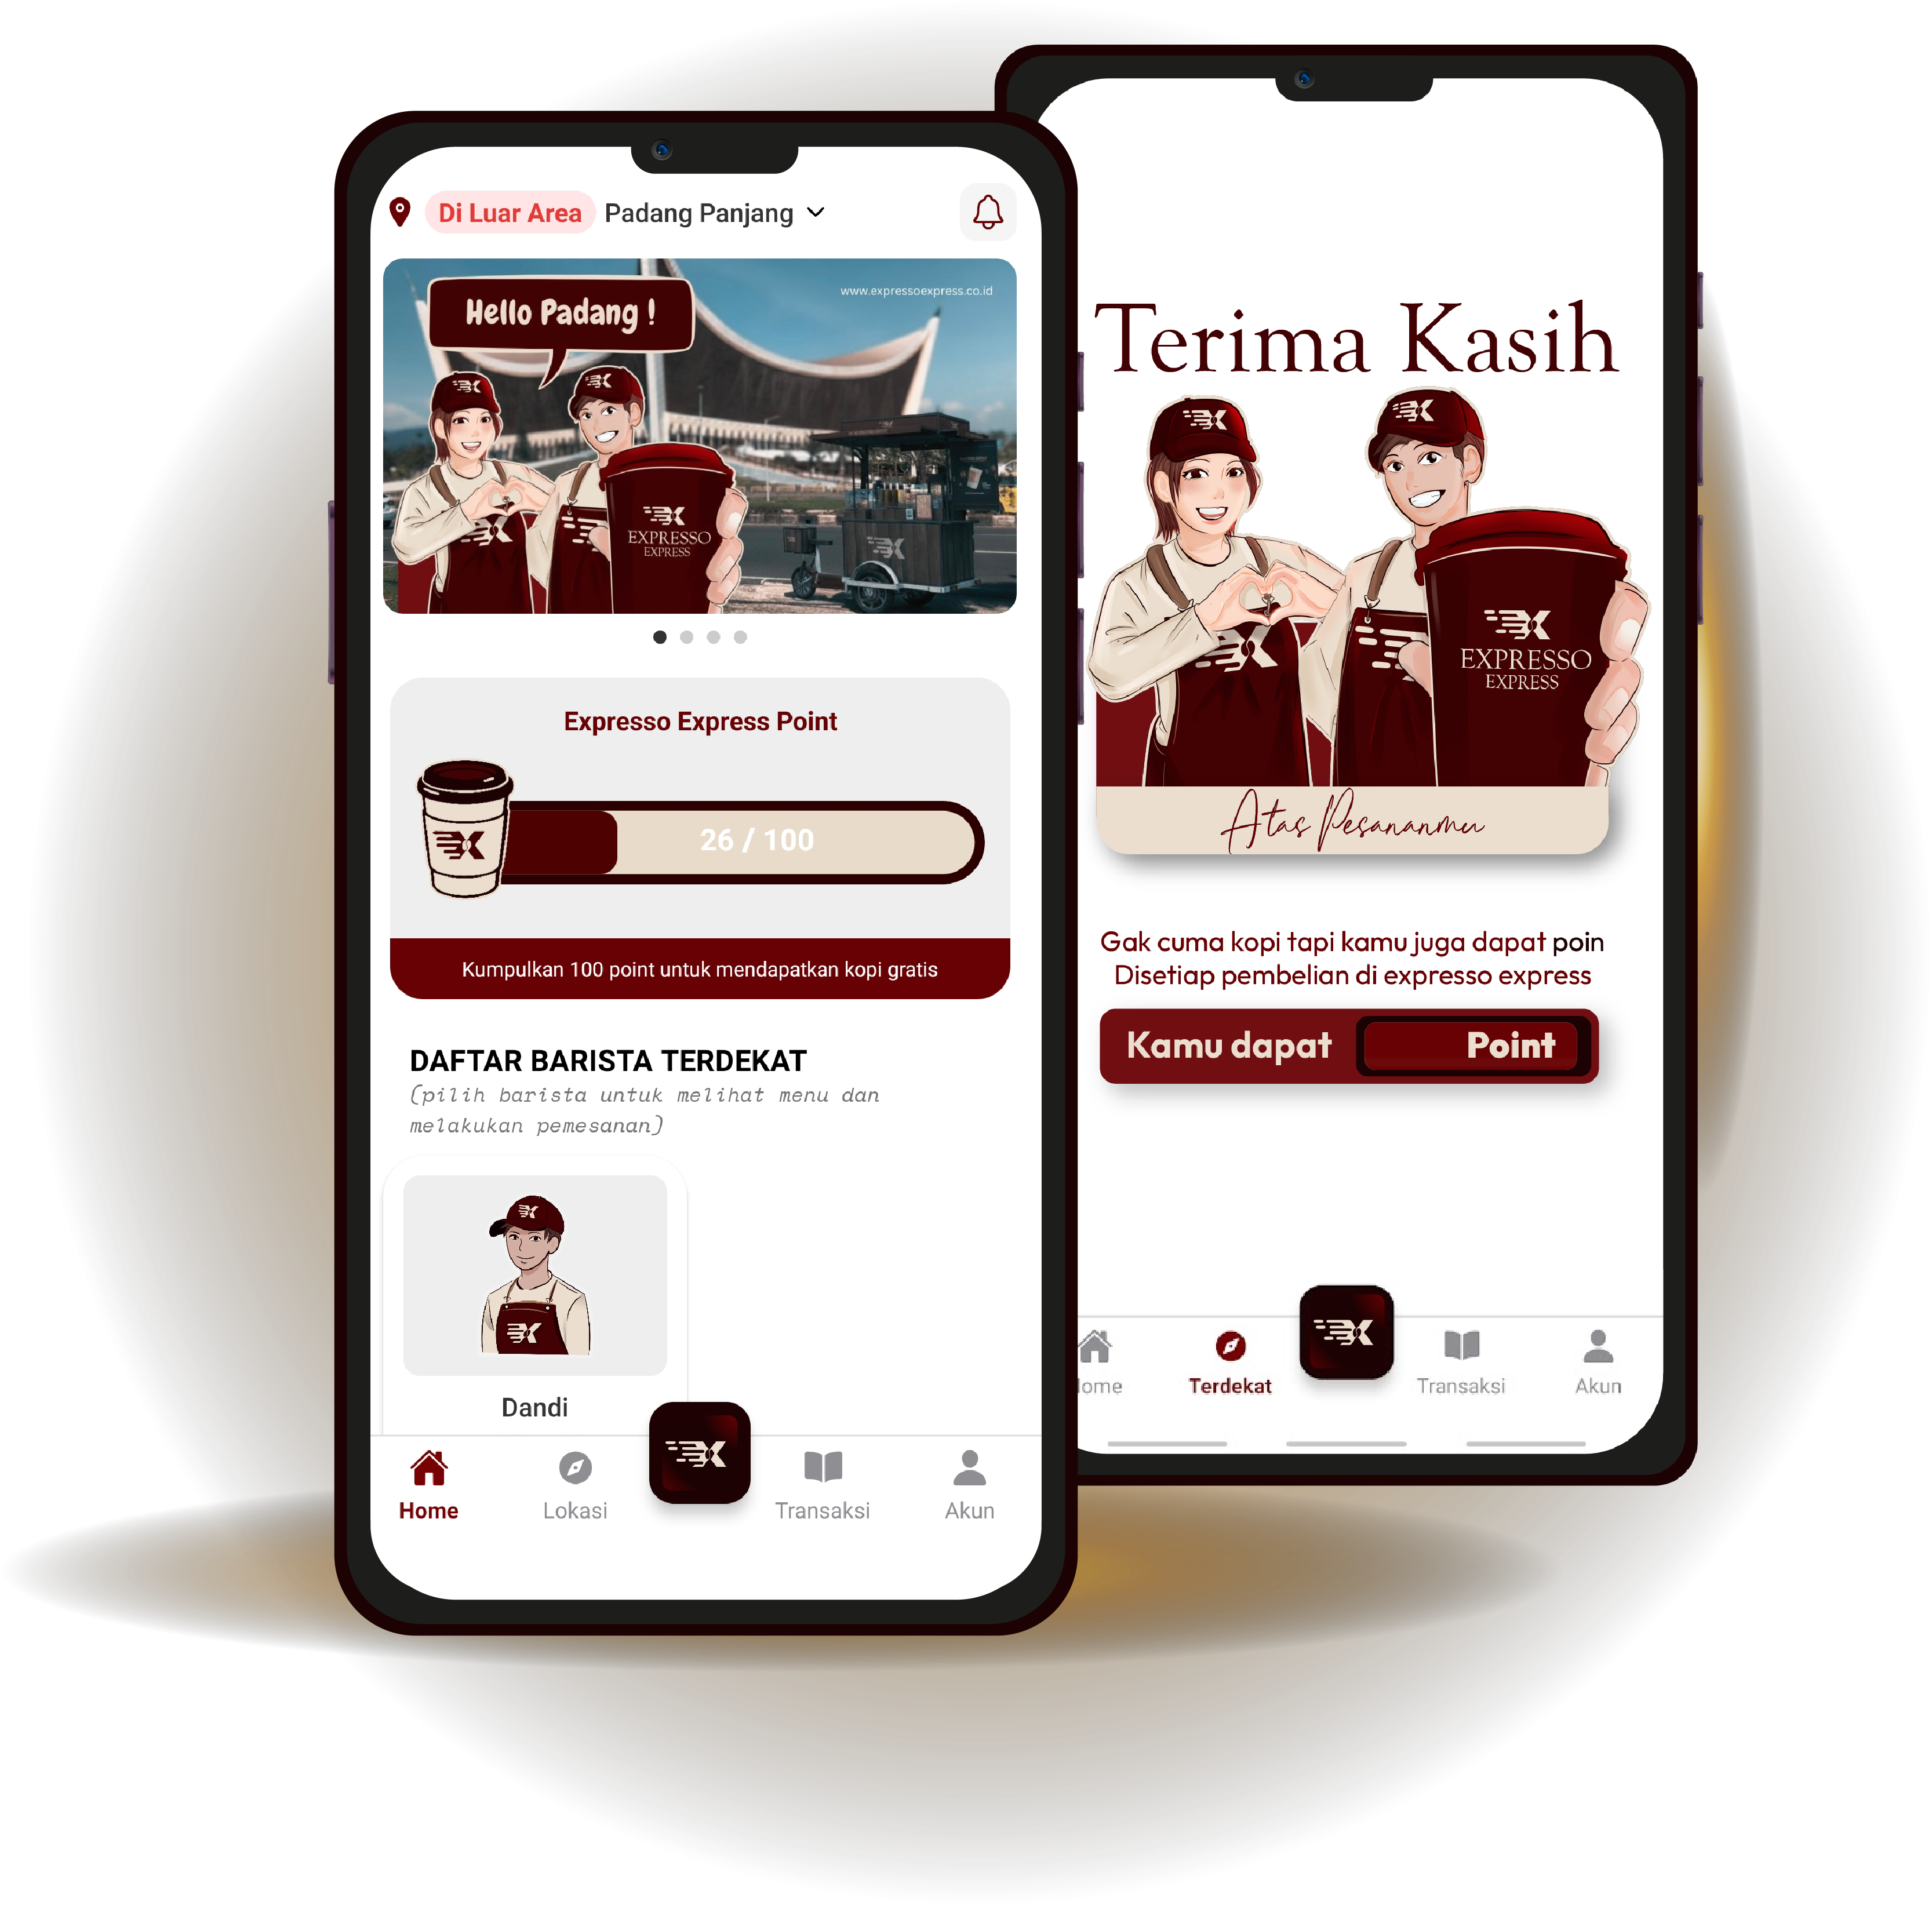 Di Luar Area Padang Panjang
www.expressoexpress.co.id
Hello Padang !
EXPRESSO
EXPRESS
Expresso Express Point
26 / 100
Kumpulkan 100 point untuk mendapatkan kopi gratis
DAFTAR BARISTA TERDEKAT
(pilih barista untuk melihat menu dan
melakukan pemesanan)
Dandi
Home Lokasi Transaksi Akun
Terima Kasih
EXPRESSO
EXPRESS
Atas Pesananmu
Gak cuma kopi tapi kamu juga dapat poin
Disetiap pembelian di expresso express
Kamu dapat Point
ome Terdekat Transaksi Akun